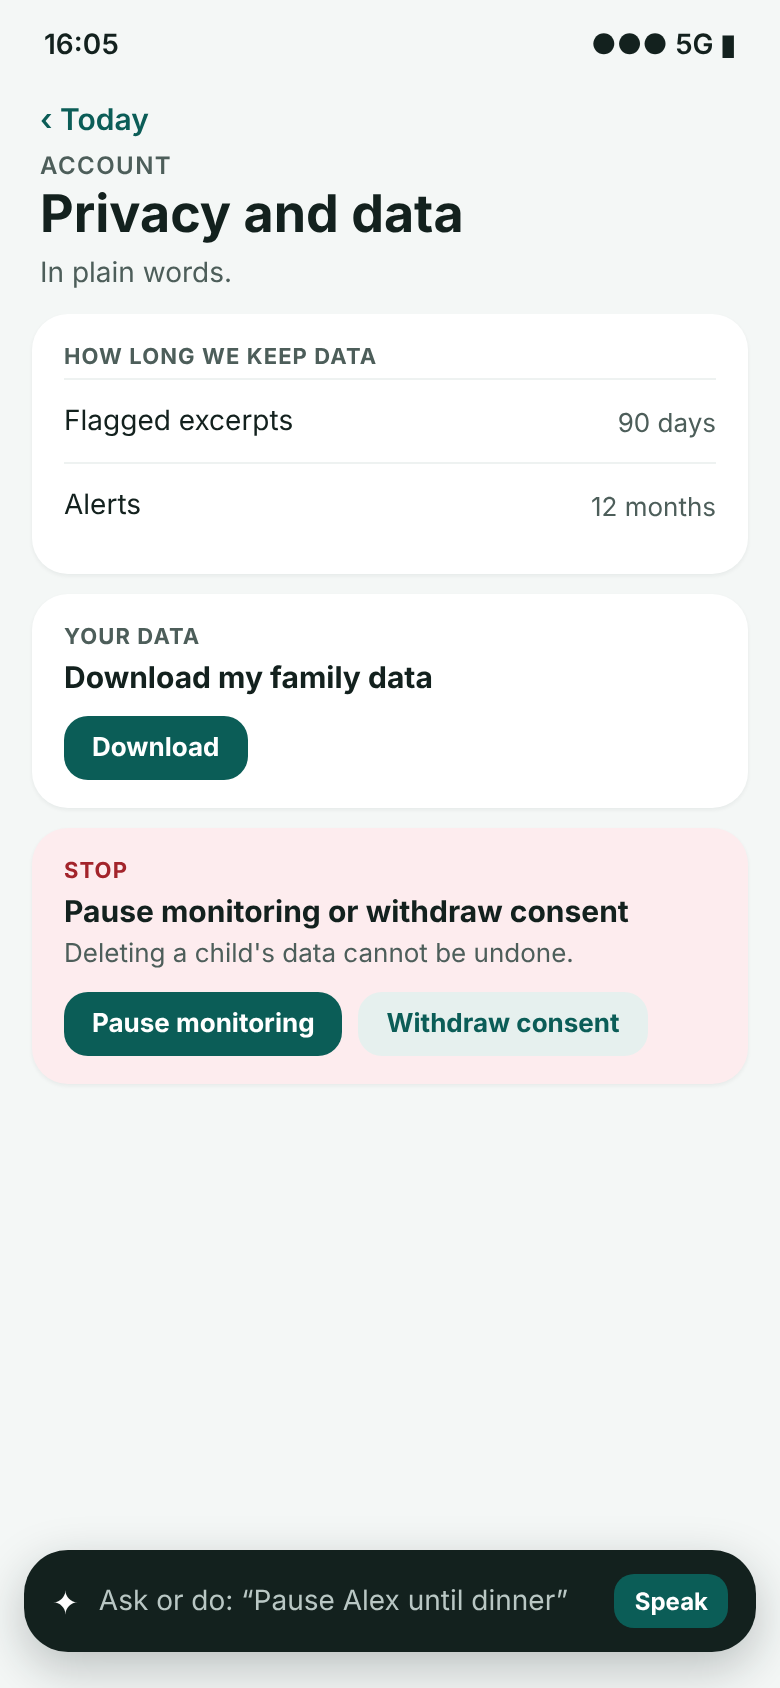 16:05
●●● 5G ▮
‹ Today
ACCOUNT
Privacy and data
In plain words.
HOW LONG WE KEEP DATA
Flagged excerpts 90 days
Alerts 12 months
YOUR DATA
Download my family data
Download
STOP
Pause monitoring or withdraw consent
Deleting a child's data cannot be undone.
Pause monitoring Withdraw consent
✦ Ask or do: “Pause Alex until dinner” Speak